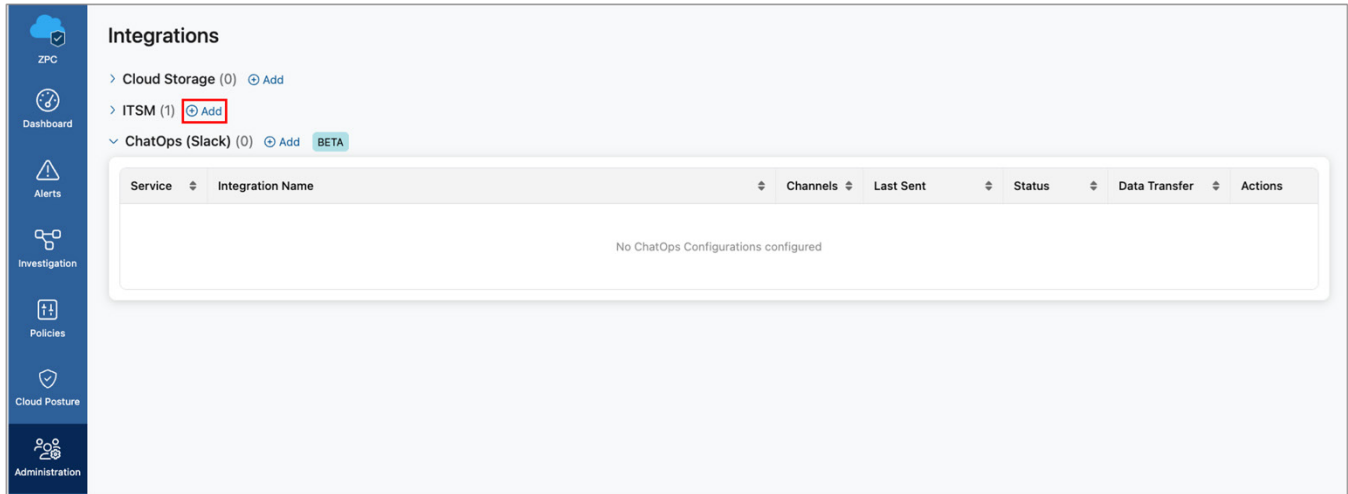 ZPC
Dashboard
Alerts
Investigation
Policies
Cloud Posture
Administration
Integrations
Cloud Storage (0) Add
ITSM (1) Add
ChatOps (Slack) (0) Add BETA
Service Integration Name Channels Last Sent Status Data Transfer Actions
No ChatOps Configurations configured